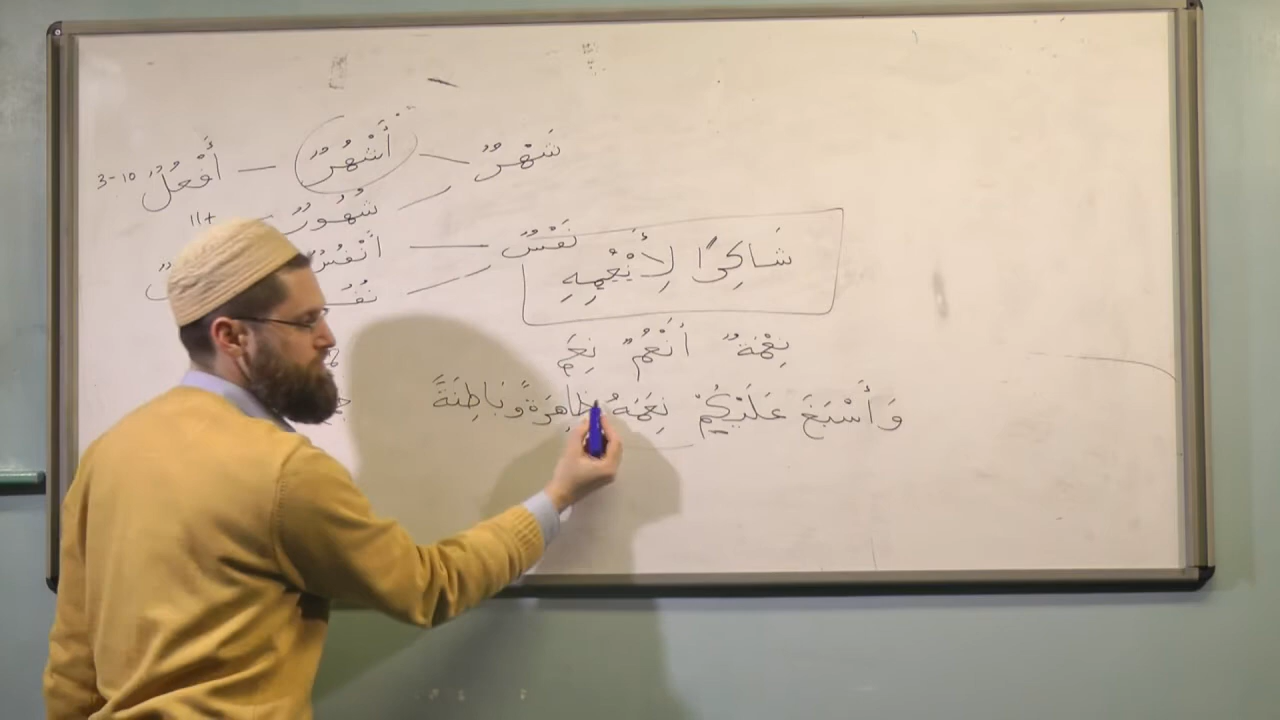 شَهْرٌ — أَشْهُرٌ — أَفْعُلٌ 3-10
شُهُورٌ — 11+
نَفْسٌ — أَنْفُسٌ
شَاكِرًا لِأَنْعُمِهِ
نِعْمَةٌ أَنْعُمٌ نِعَم
وَأَسْبَغَ عَلَيْكُمْ نِعَمَهُ ظَاهِرَةً وَبَاطِنَةً